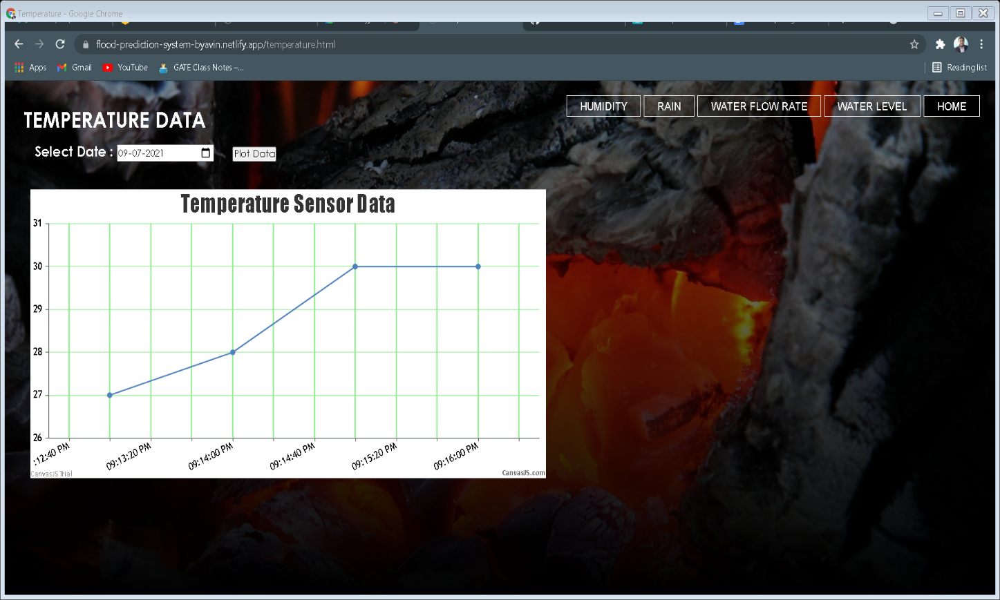 Temperature - Google Chrome
flood-prediction-system-byavin.netlify.app/temperature.html
Apps Gmail YouTube GATE Class Notes –... Reading list
HUMIDITY RAIN WATER FLOW RATE WATER LEVEL HOME
TEMPERATURE DATA
Select Date : 09-07-2021 Plot Data
Temperature Sensor Data
31
30
29
28
27
26
:12:40 PM 09:13:20 PM 09:14:00 PM 09:14:40 PM 09:15:20 PM 09:16:00 PM
CanvasJS Trial CanvasJS.com